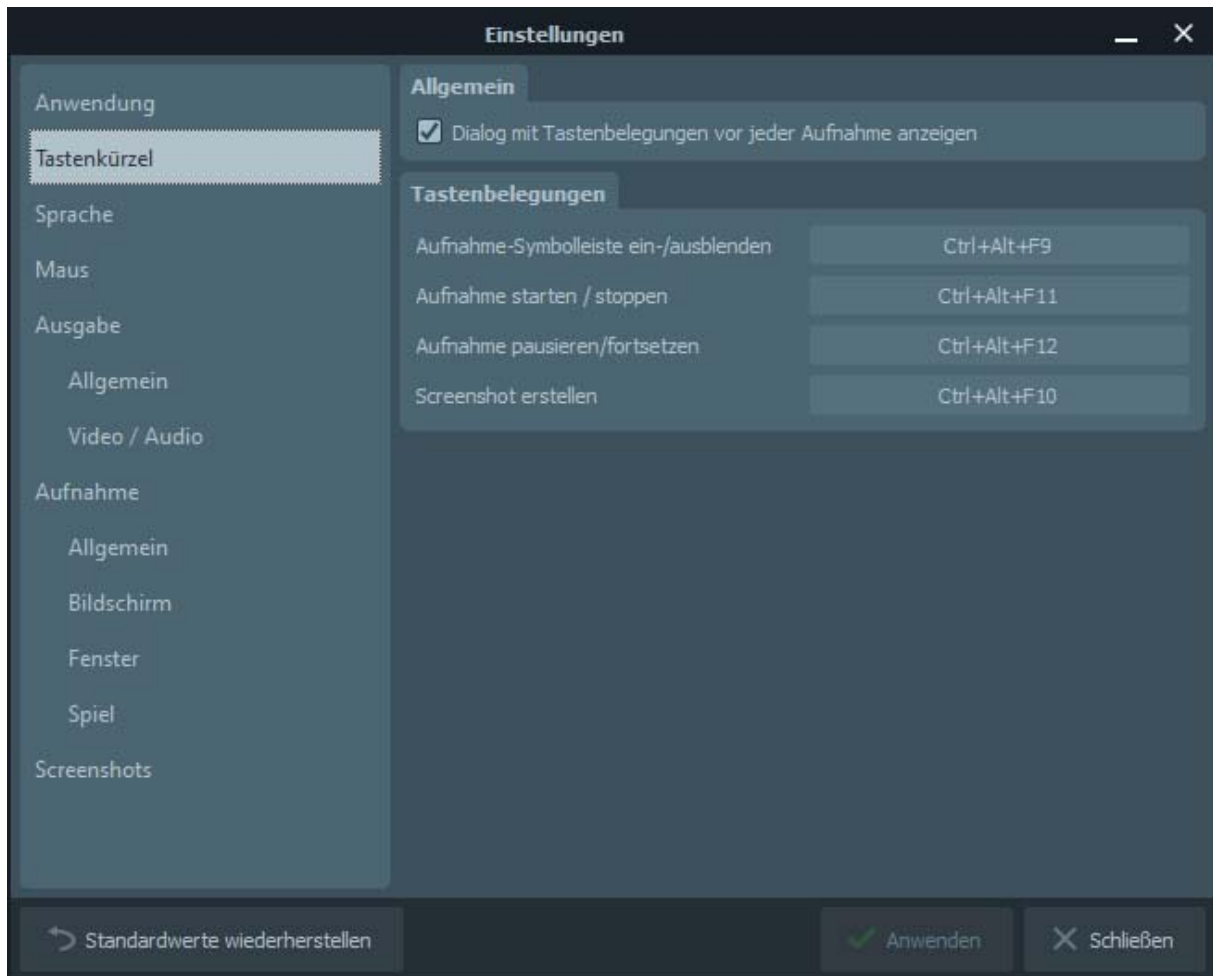 Einstellungen
Anwendung
Tastenkürzel
Sprache
Maus
Ausgabe
Allgemein
Video / Audio
Aufnahme
Allgemein
Bildschirm
Fenster
Spiel
Screenshots
Allgemein
Dialog mit Tastenbelegungen vor jeder Aufnahme anzeigen
Tastenbelegungen
Aufnahme-Symbolleiste ein-/ausblenden Ctrl+Alt+F9
Aufnahme starten / stoppen Ctrl+Alt+F11
Aufnahme pausieren/fortsetzen Ctrl+Alt+F12
Screenshot erstellen Ctrl+Alt+F10
Standardwerte wiederherstellen Anwenden Schließen